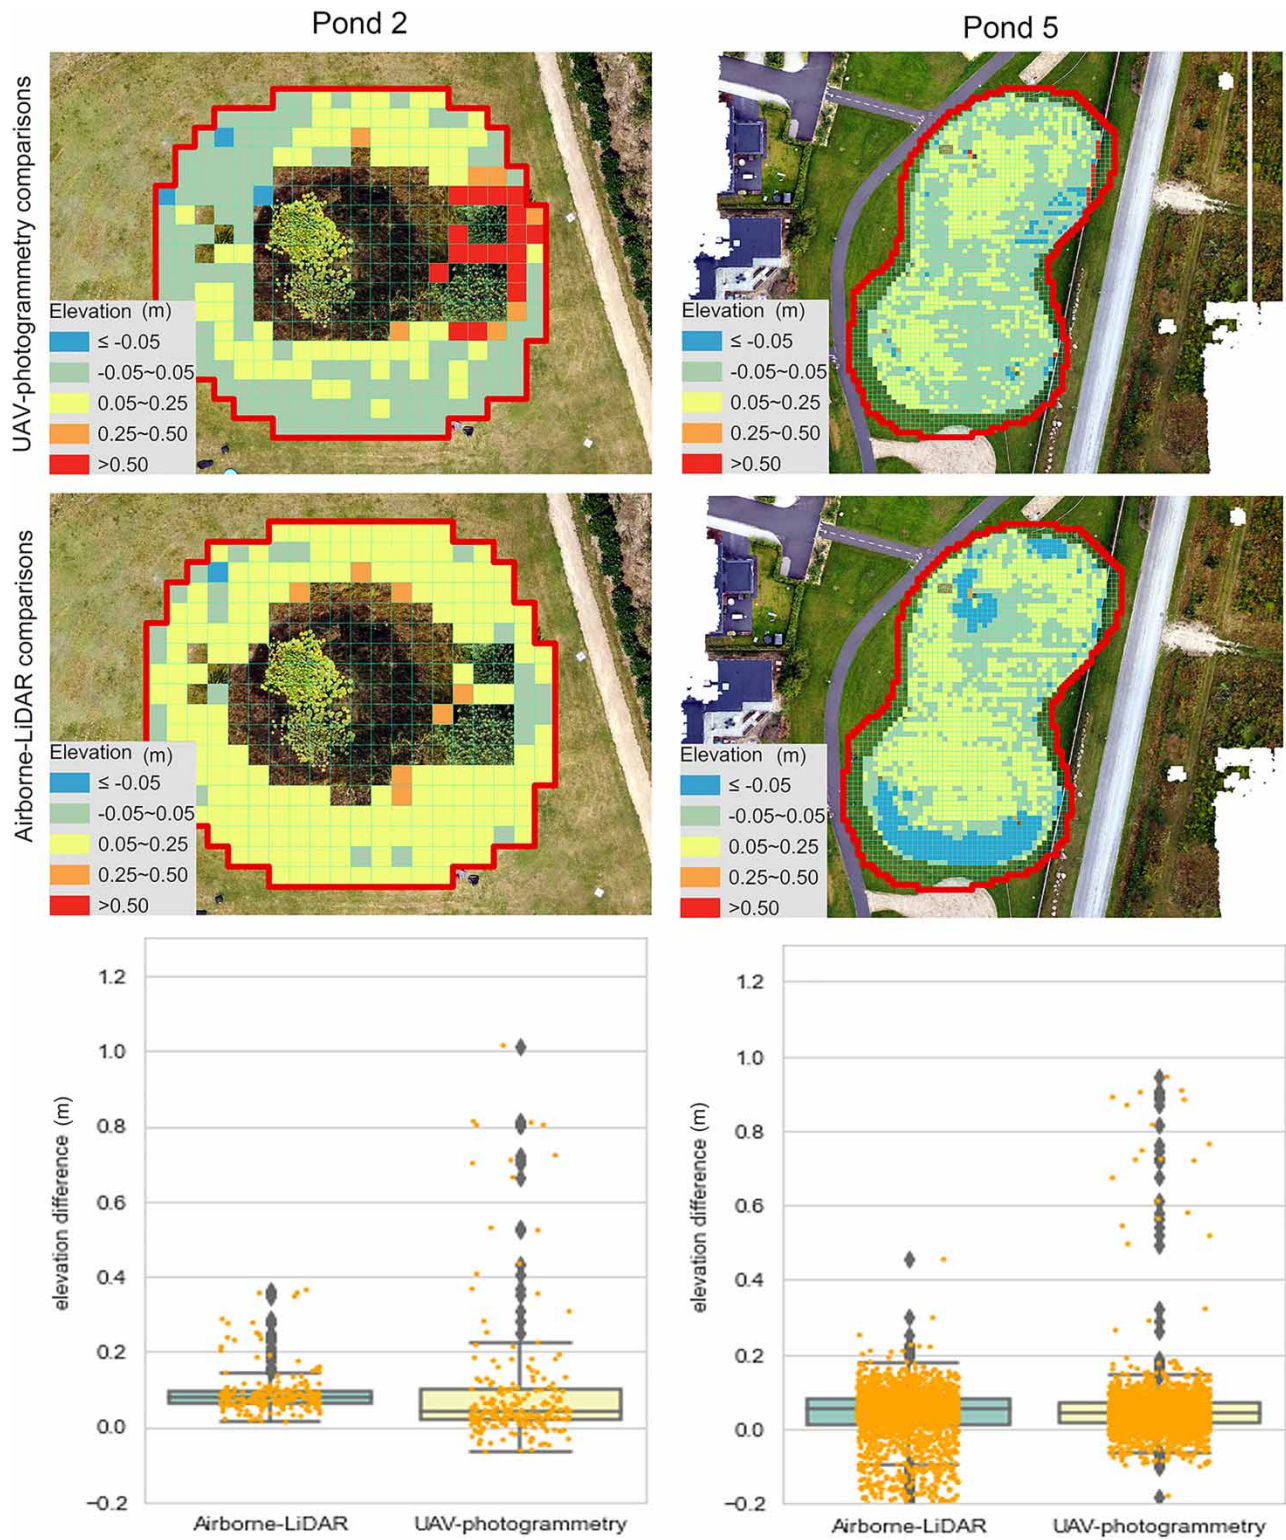 Pond 2
Pond 5
UAV-photogrammetry comparisons
Elevation (m)
≤ -0.05
-0.05~0.05
0.05~0.25
0.25~0.50
>0.50
Elevation (m)
≤ -0.05
-0.05~0.05
0.05~0.25
0.25~0.50
>0.50
Airborne-LiDAR comparisons
Elevation (m)
≤ -0.05
-0.05~0.05
0.05~0.25
0.25~0.50
>0.50
Elevation (m)
≤ -0.05
-0.05~0.05
0.05~0.25
0.25~0.50
>0.50
elevation difference (m)
1.2
1.0
0.8
0.6
0.4
0.2
0.0
−0.2
Airborne-LiDAR
UAV-photogrammetry
elevation difference (m)
1.2
1.0
0.8
0.6
0.4
0.2
0.0
−0.2
Airborne-LiDAR
UAV-photogrammetry